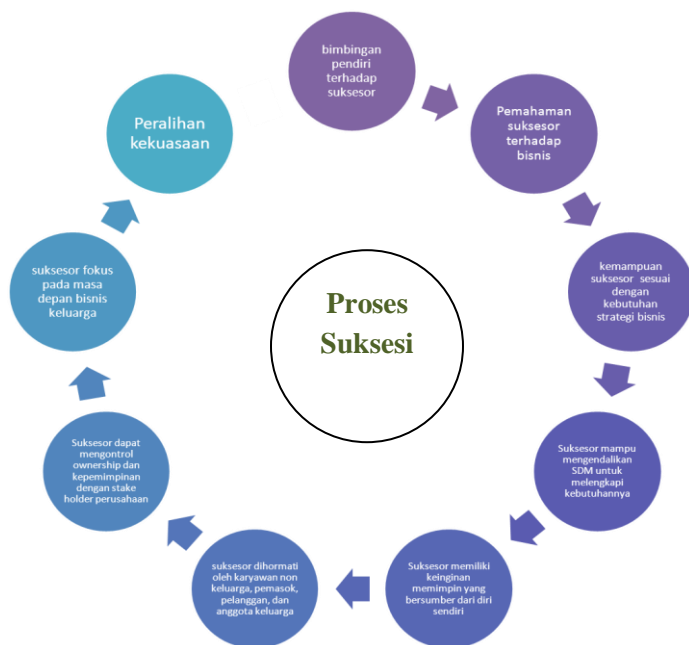 bimbingan
pendiri
terhadap
suksesor
Pemahaman
suksesor
terhadap
bisnis
kemampuan
suksesor sesuai
dengan
kebutuhan
strategi bisnis
Suksesor mampu
mengendalikan
SDM untuk
melengkapi
kebutuhannya
Suksesor memiliki
keinginan
memimpin yang
bersumber dari diri
sendiri
suksesor dihormati
oleh karyawan non
keluarga, pemasok,
pelanggan, dan
anggota keluarga
Suksesor dapat
mengontrol
ownership dan
kepemimpinan
dengan stake
holder perusahaan
suksesor fokus
pada masa
depan bisnis
keluarga
Peralihan
kekuasaan
Proses
Suksesi